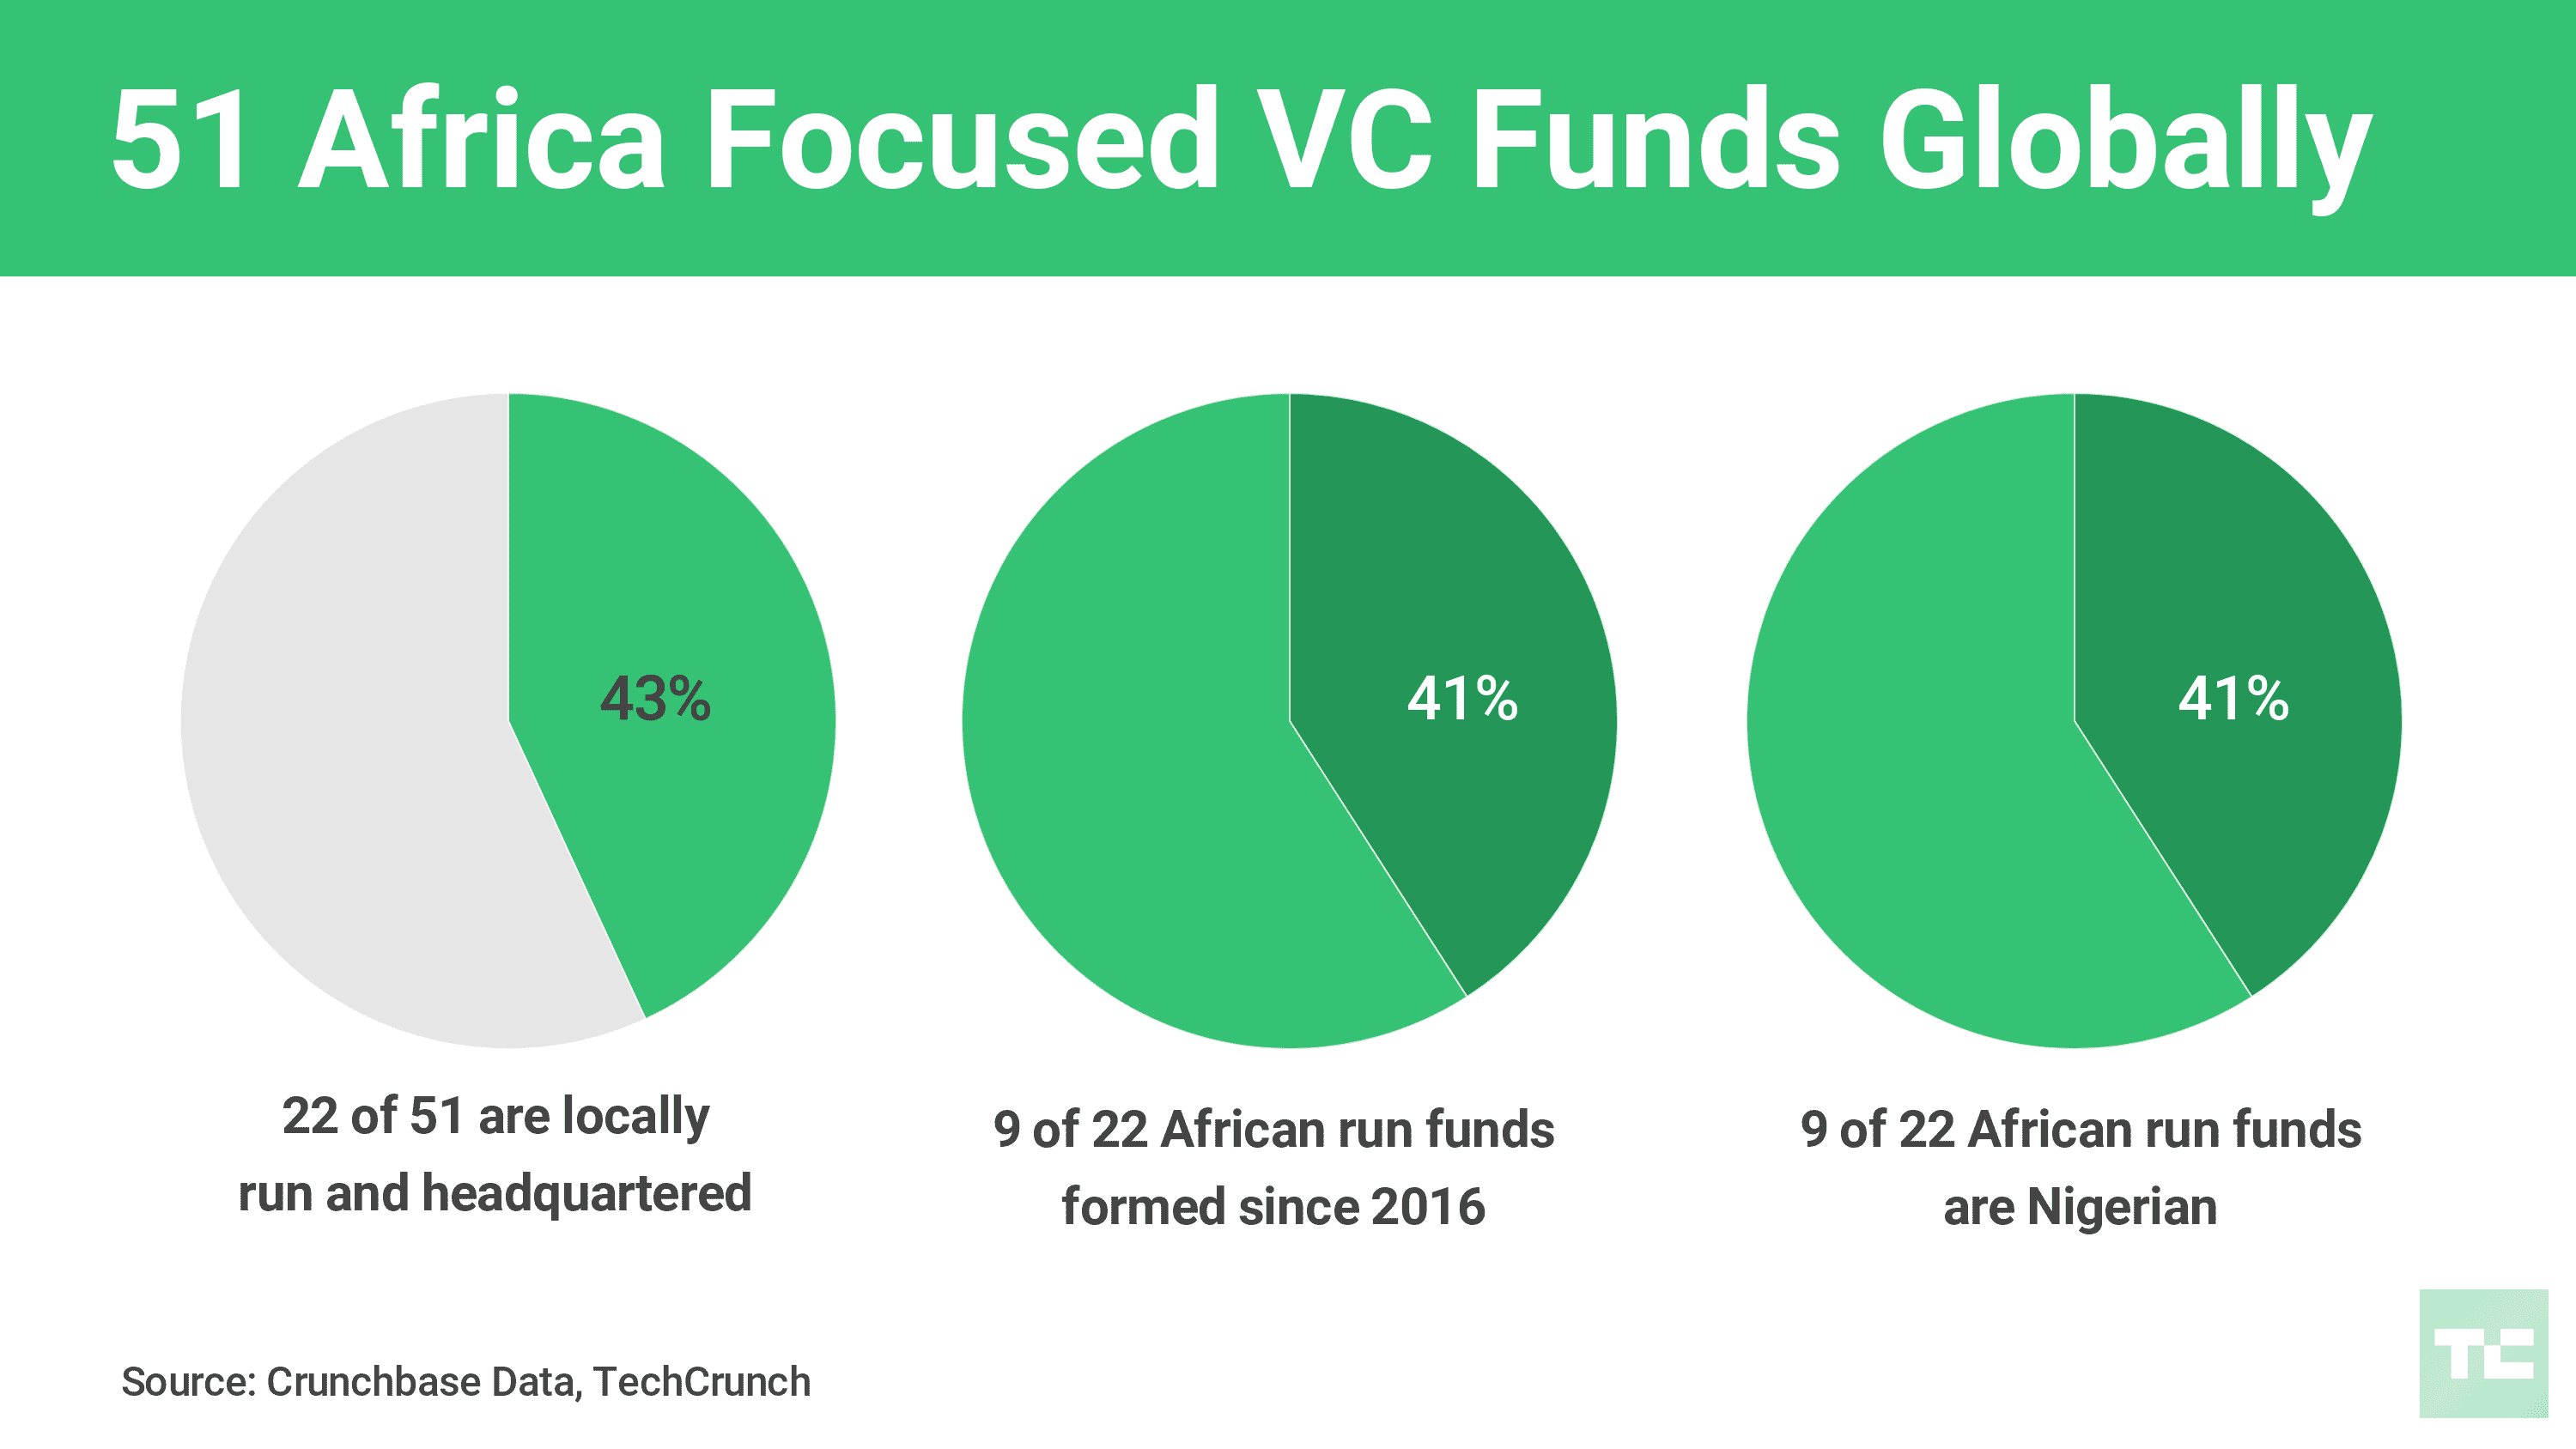 51 Africa Focused VC Funds Globally
43%
41%
41%
22 of 51 are locally
run and headquartered
9 of 22 African run funds
formed since 2016
9 of 22 African run funds
are Nigerian
Source: Crunchbase Data, TechCrunch
TC